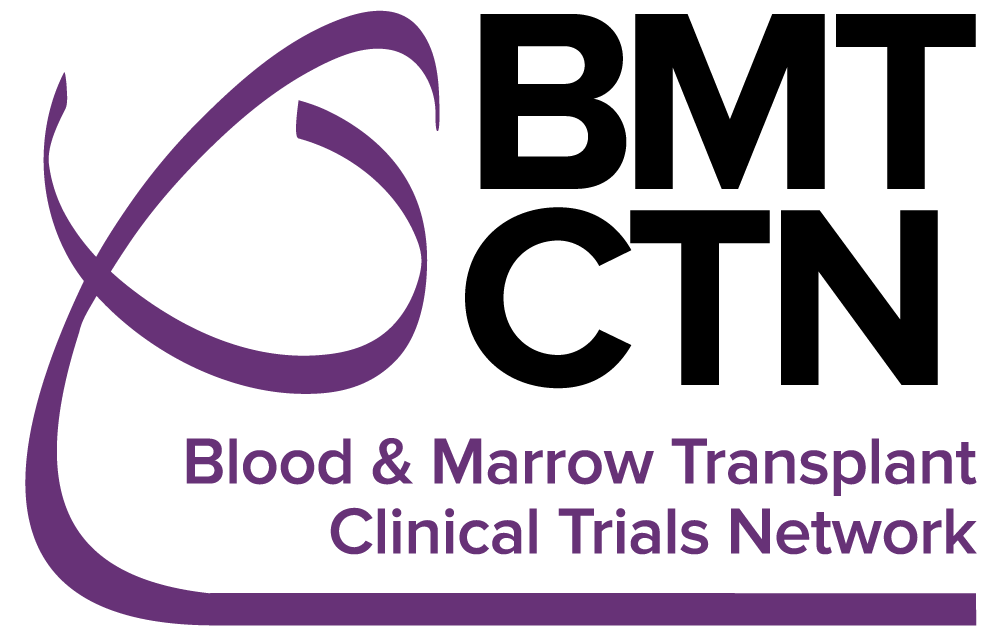 BMT
CTN
Blood & Marrow Transplant
Clinical Trials Network